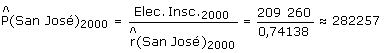 P̂(San José)2000 = Elec. Insc.2000 / r̂(San José)2000 = 209 260 / 0,74138 ≈ 282257